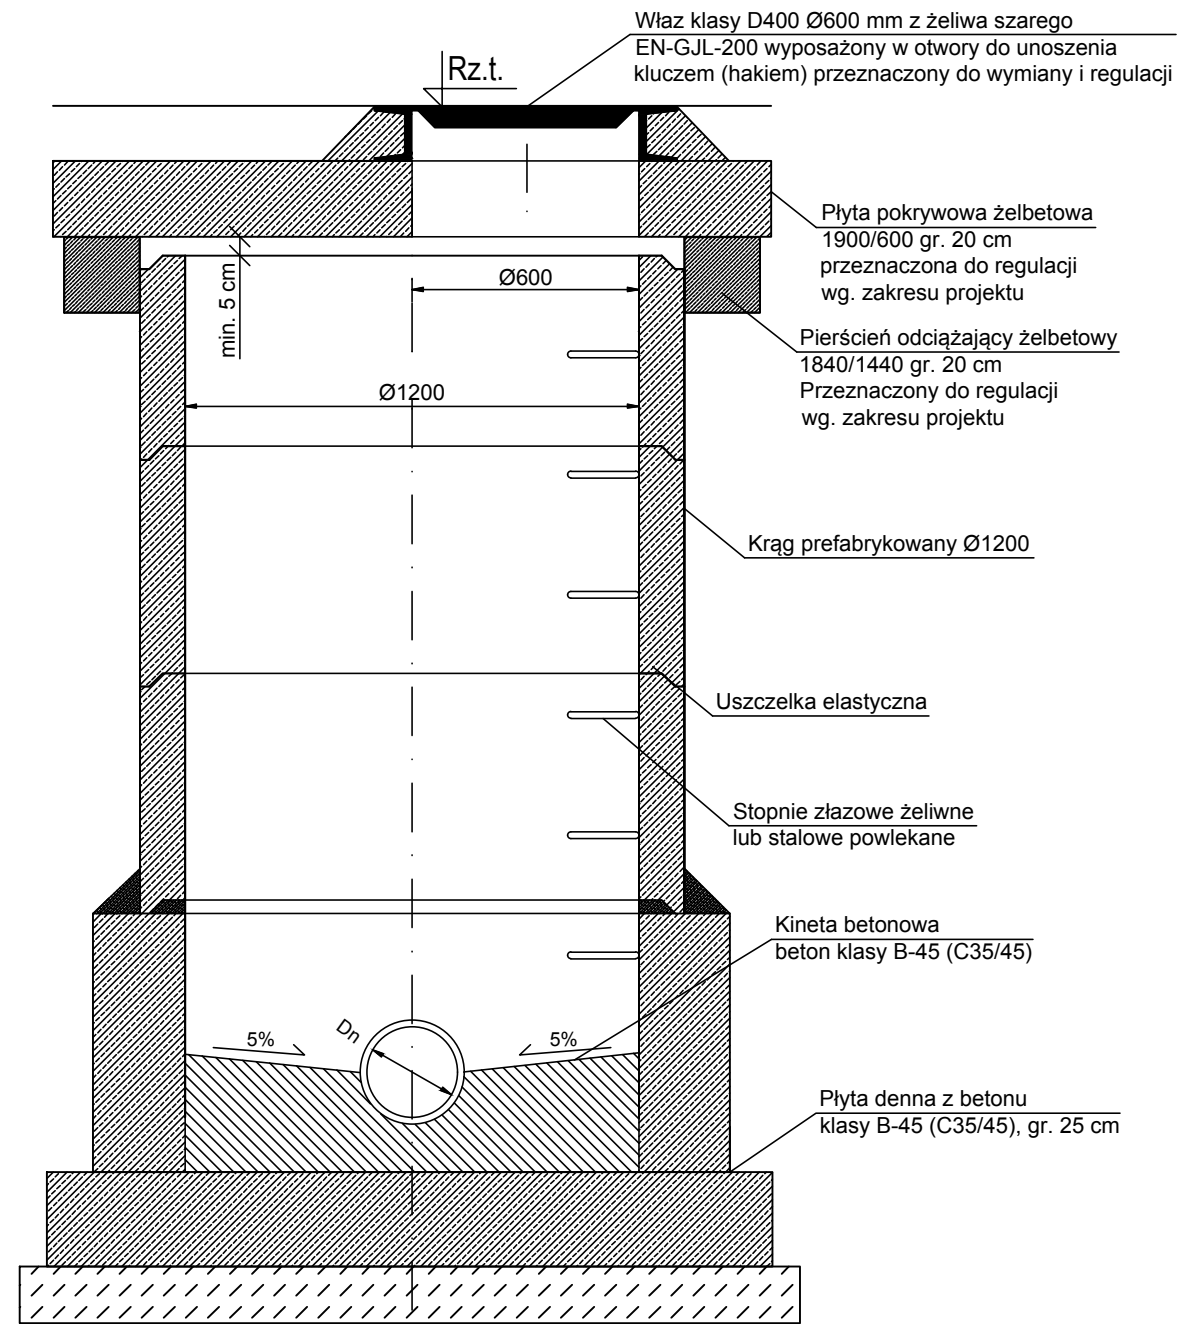 Właz klasy D400 Ø600 mm z żeliwa szarego
EN-GJL-200 wyposażony w otwory do unoszenia
kluczem (hakiem) przeznaczony do wymiany i regulacji
Rz.t.
Płyta pokrywowa żelbetowa
1900/600 gr. 20 cm
przeznaczona do regulacji
wg. zakresu projektu
min. 5 cm
Ø600
Pierścień odciążający żelbetowy
1840/1440 gr. 20 cm
Przeznaczony do regulacji
wg. zakresu projektu
Ø1200
Krąg prefabrykowany Ø1200
Uszczelka elastyczna
Stopnie złazowe żeliwne
lub stalowe powlekane
Kineta betonowa
beton klasy B-45 (C35/45)
5%
Dn
5%
Płyta denna z betonu
klasy B-45 (C35/45), gr. 25 cm